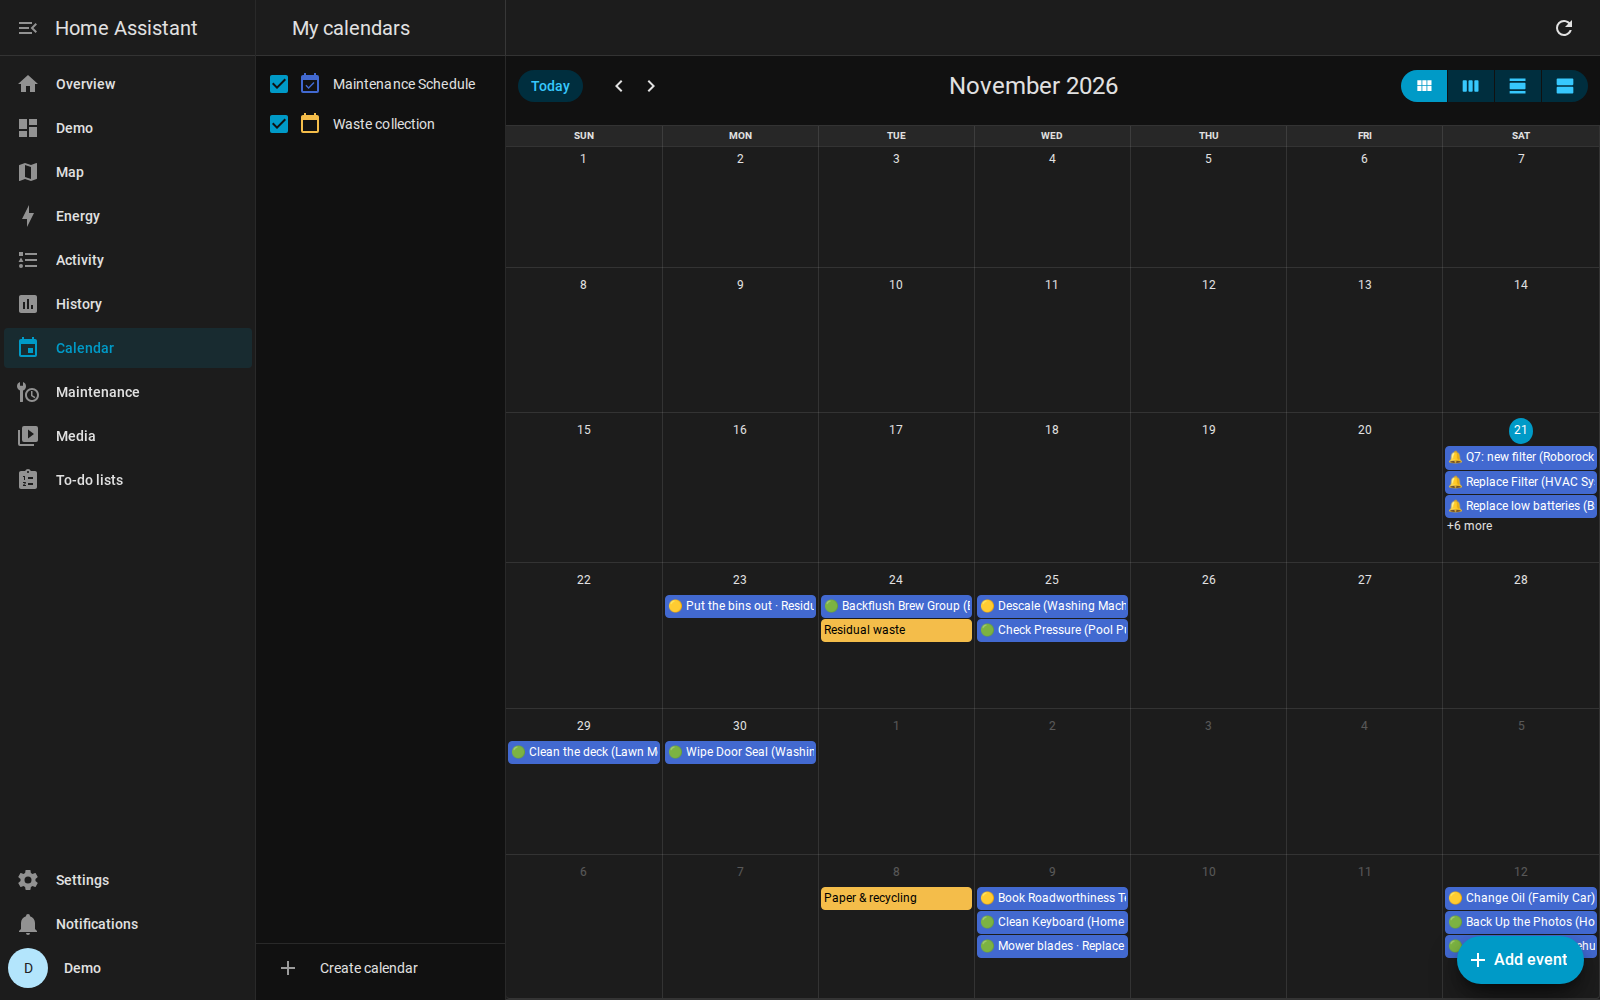 Home Assistant
Overview
Demo
Map
Energy
Activity
History
Calendar
Maintenance
Media
To-do lists
Settings
Notifications
D
Demo
My calendars
Maintenance Schedule
Waste collection
Create calendar
Today
November 2026
SUN MON TUE WED THU FRI SAT
1 2 3 4 5 6 7
8 9 10 11 12 13 14
15 16 17 18 19 20 21
Q7: new filter (Roborock
Replace Filter (HVAC Sy
Replace low batteries (B
+6 more
22 23 24 25 26 27 28
Put the bins out · Residu
Backflush Brew Group (E
Residual waste
Descale (Washing Mach
Check Pressure (Pool Pu
29 30 1 2 3 4 5
Clean the deck (Lawn M
Wipe Door Seal (Washin
6 7 8 9 10 11 12
Paper & recycling
Book Roadworthiness Te
Clean Keyboard (Home
Mower blades · Replace
Change Oil (Family Car)
Back Up the Photos (Ho
Add event